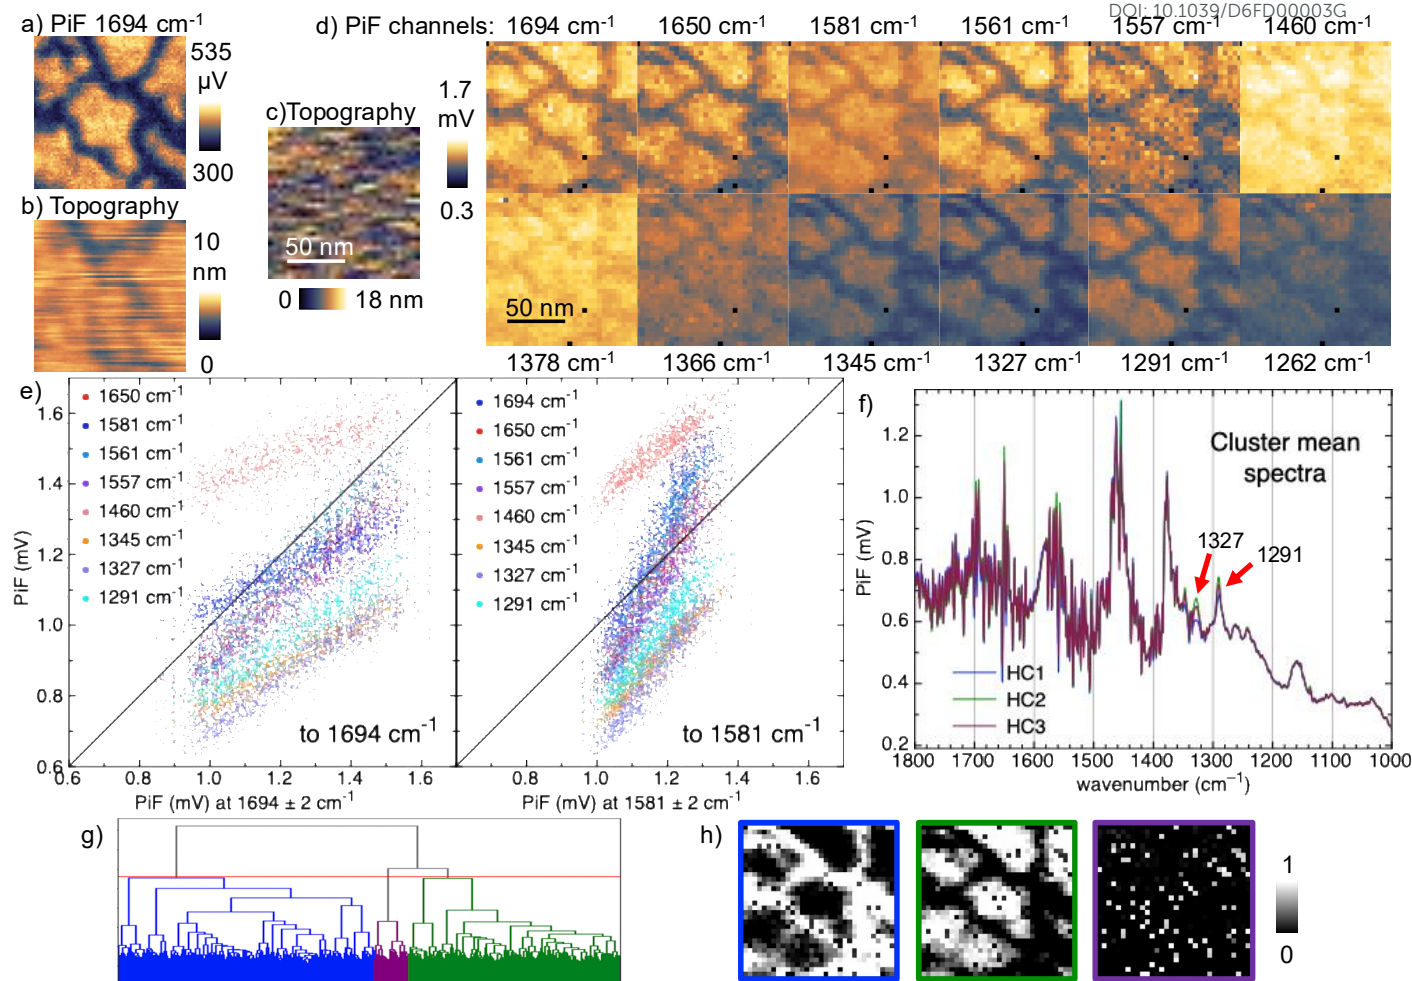 DOI: 10.1039/D6FD00003G
a) PiF 1694 cm⁻¹
535
µV
300
b) Topography
10
nm
0
c)Topography
50 nm
0 18 nm
d) PiF channels: 1694 cm⁻¹ 1650 cm⁻¹ 1581 cm⁻¹ 1561 cm⁻¹ 1557 cm⁻¹ 1460 cm⁻¹
1.7
mV
0.3
50 nm
1378 cm⁻¹ 1366 cm⁻¹ 1345 cm⁻¹ 1327 cm⁻¹ 1291 cm⁻¹ 1262 cm⁻¹
e)
PiF (mV)
1.6
1.4
1.2
1.0
0.8
0.6
1650 cm⁻¹
1581 cm⁻¹
1561 cm⁻¹
1557 cm⁻¹
1460 cm⁻¹
1345 cm⁻¹
1327 cm⁻¹
1291 cm⁻¹
to 1694 cm⁻¹
0.6 0.8 1.0 1.2 1.4 1.6
PiF (mV) at 1694 ± 2 cm⁻¹
1694 cm⁻¹
1650 cm⁻¹
1561 cm⁻¹
1557 cm⁻¹
1460 cm⁻¹
1345 cm⁻¹
1327 cm⁻¹
1291 cm⁻¹
to 1581 cm⁻¹
0.8 1.0 1.2 1.4 1.6
PiF (mV) at 1581 ± 2 cm⁻¹
f)
PiF (mV)
1.2
1.0
0.8
0.6
0.4
0.2
Cluster mean
spectra
1327
1291
HC1
HC2
HC3
1800 1700 1600 1500 1400 1300 1200 1100 1000
wavenumber (cm⁻¹)
g)
h)
1
0